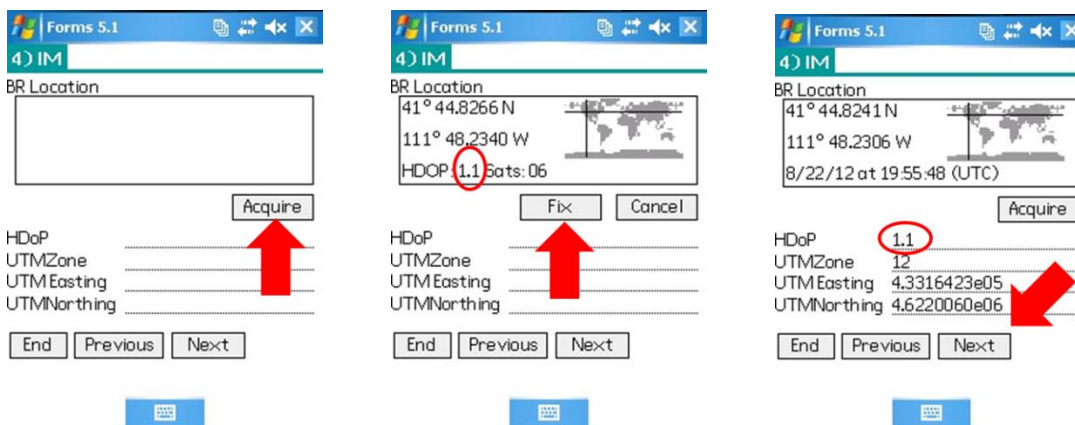 Forms 5.1
4) IM
BR Location
Acquire
HDoP
UTMZone
UTM Easting
UTMNorthing
End Previous Next
Forms 5.1
4) IM
BR Location
41° 44.8266 N
111° 48.2340 W
HDOP: 1.1 Sats: 06
Fix Cancel
HDoP
UTMZone
UTM Easting
UTMNorthing
End Previous Next
Forms 5.1
4) IM
BR Location
41° 44.8241 N
111° 48.2306 W
8/22/12 at 19:55:48 (UTC)
Acquire
HDoP 1.1
UTMZone 12
UTM Easting 4.3316423e05
UTMNorthing 4.6220060e06
End Previous Next